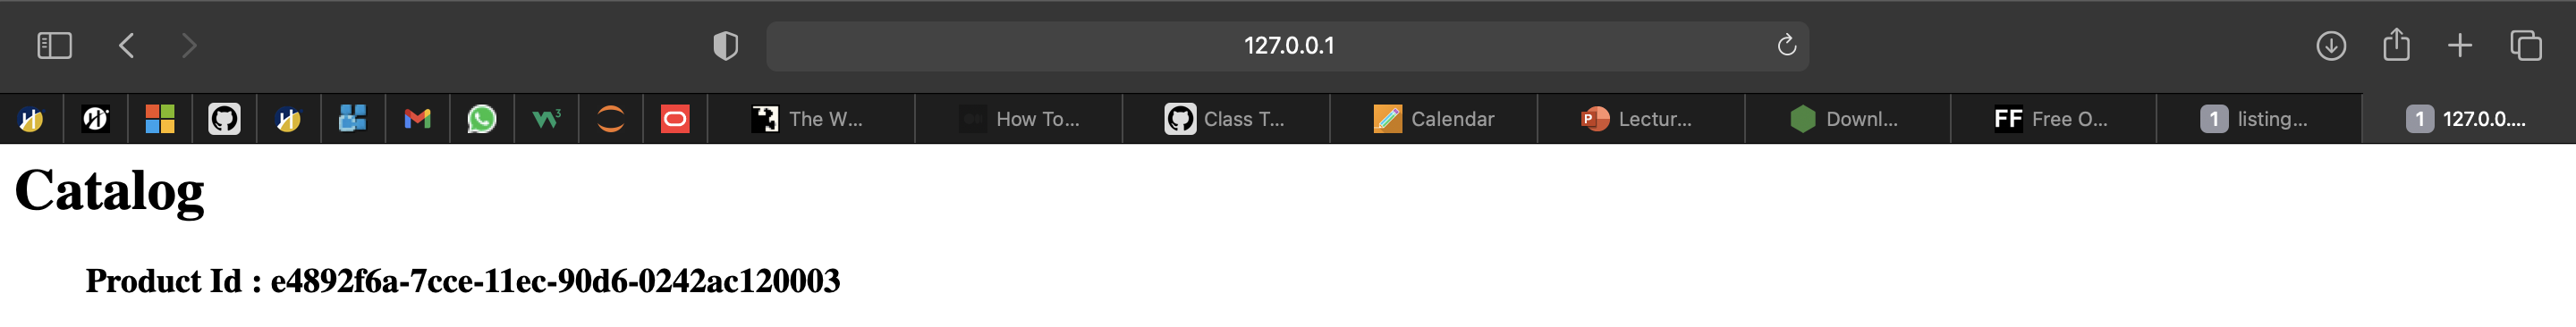 127.0.0.1
The W... How To... Class T... Calendar Lectur... Downl... FF Free O... 1 listing... 1 127.0.0....
Catalog
Product Id : e4892f6a-7cce-11ec-90d6-0242ac120003